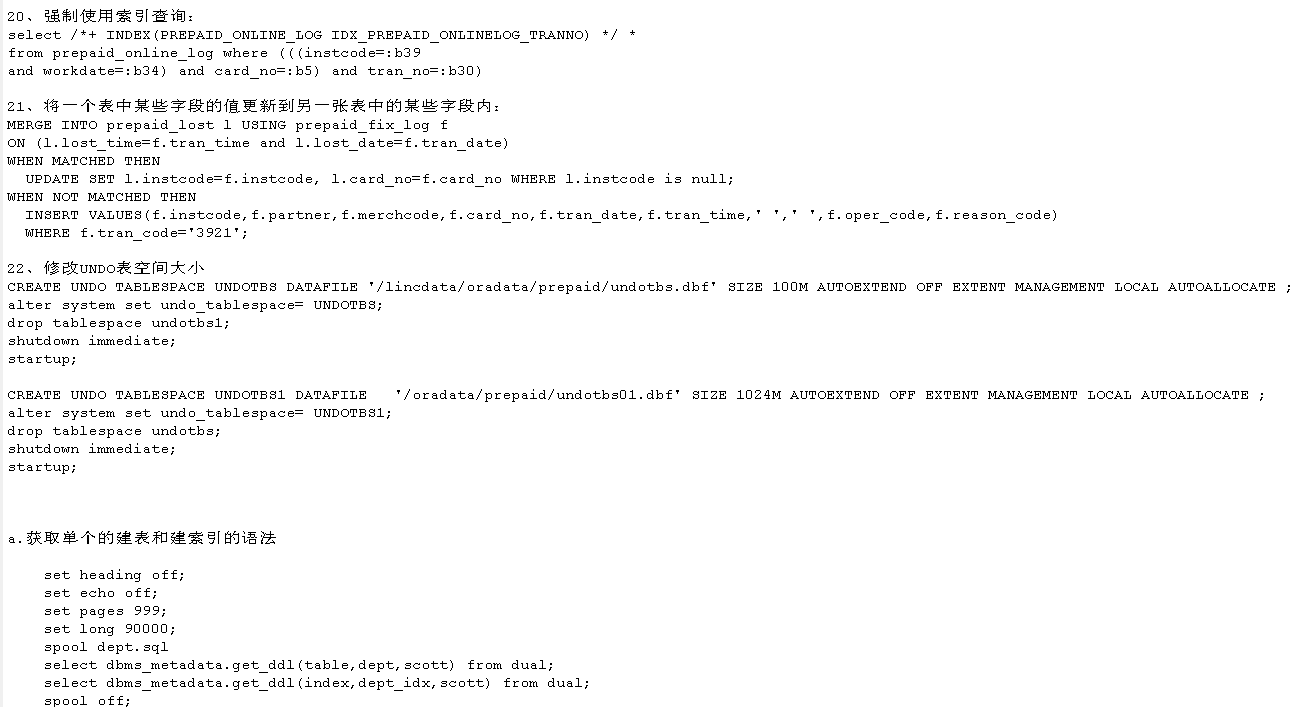 20、强制使用索引查询：
select /*+ INDEX(PREPAID_ONLINE_LOG IDX_PREPAID_ONLINELOG_TRANNO) */ *
from prepaid_online_log where (((instcode=:b39
and workdate=:b34) and card_no=:b5) and tran_no=:b30)
21、将一个表中某些字段的值更新到另一张表中的某些字段内：
MERGE INTO prepaid_lost l USING prepaid_fix_log f
ON (l.lost_time=f.tran_time and l.lost_date=f.tran_date)
WHEN MATCHED THEN
  UPDATE SET l.instcode=f.instcode, l.card_no=f.card_no WHERE l.instcode is null;
WHEN NOT MATCHED THEN
  INSERT VALUES(f.instcode,f.partner,f.merchcode,f.card_no,f.tran_date,f.tran_time,' ',' ',f.oper_code,f.reason_code)
  WHERE f.tran_code='3921';
22、修改UNDO表空间大小
CREATE UNDO TABLESPACE UNDOTBS DATAFILE '/lincdata/oradata/prepaid/undotbs.dbf' SIZE 100M AUTOEXTEND OFF EXTENT MANAGEMENT LOCAL AUTOALLOCATE ;
alter system set undo_tablespace= UNDOTBS;
drop tablespace undotbs1;
shutdown immediate;
startup;
CREATE UNDO TABLESPACE UNDOTBS1 DATAFILE   '/oradata/prepaid/undotbs01.dbf' SIZE 1024M AUTOEXTEND OFF EXTENT MANAGEMENT LOCAL AUTOALLOCATE ;
alter system set undo_tablespace= UNDOTBS1;
drop tablespace undotbs;
shutdown immediate;
startup;
a.获取单个的建表和建索引的语法
    set heading off;
    set echo off;
    set pages 999;
    set long 90000;
    spool dept.sql
    select dbms_metadata.get_ddl(table,dept,scott) from dual;
    select dbms_metadata.get_ddl(index,dept_idx,scott) from dual;
    spool off;